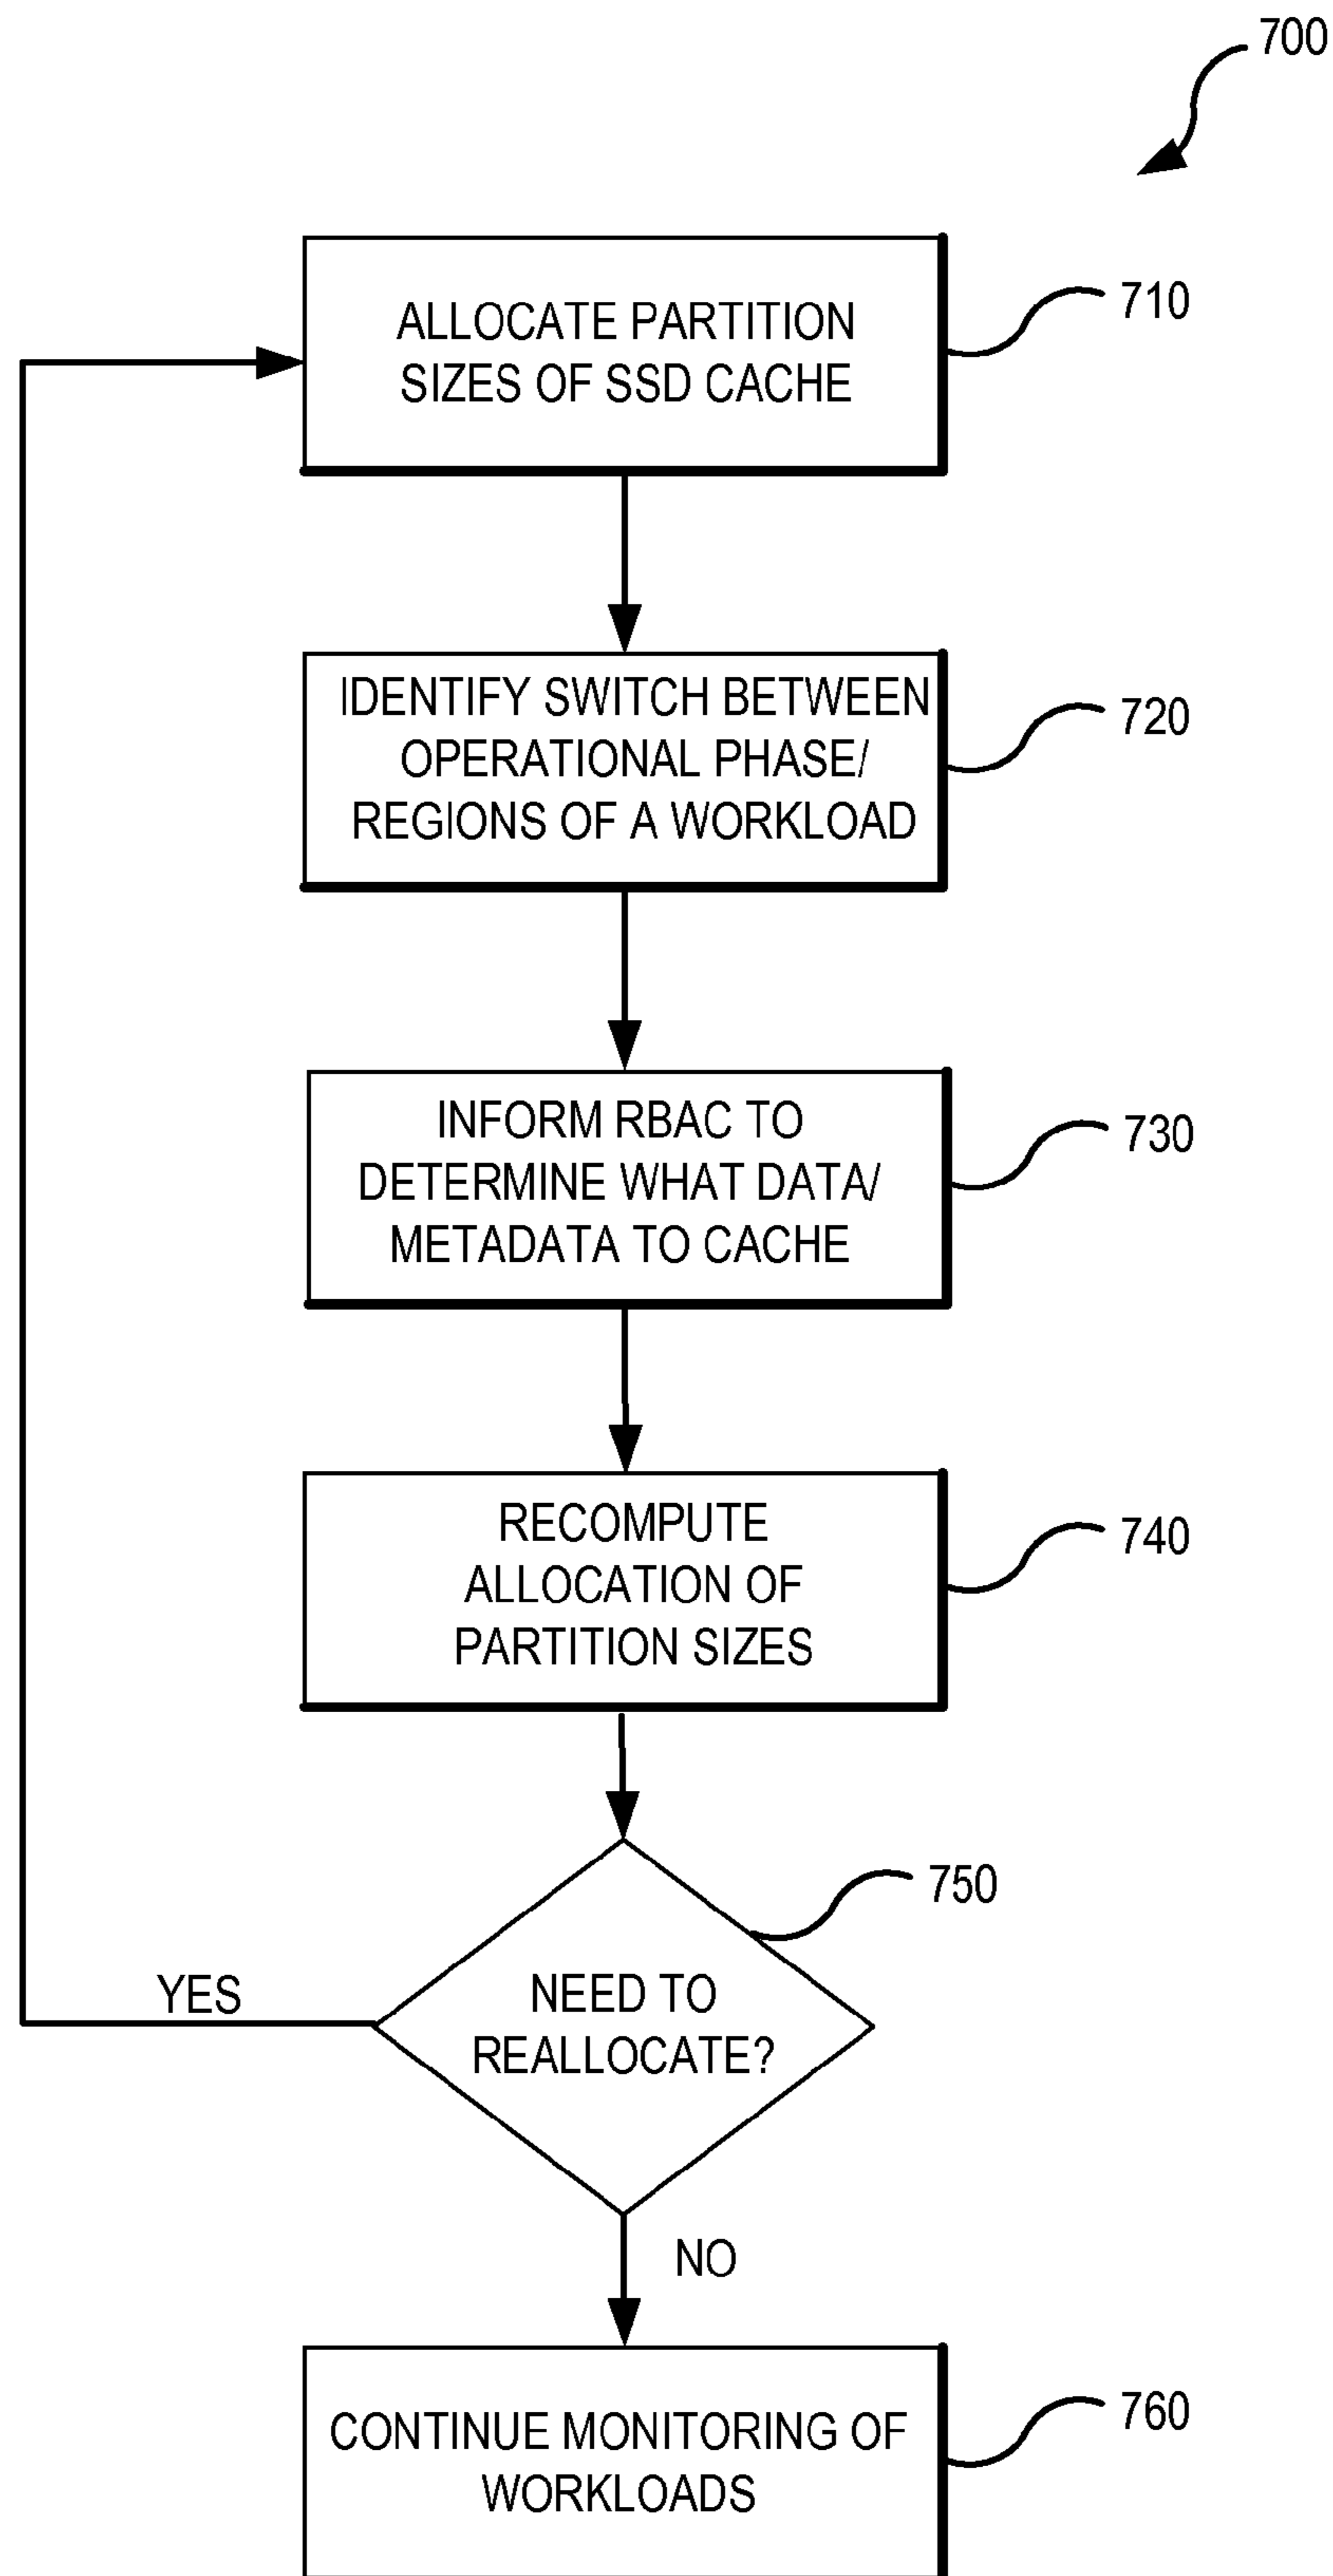 700
ALLOCATE PARTITION
SIZES OF SSD CACHE
710
IDENTIFY SWITCH BETWEEN
OPERATIONAL PHASE/
REGIONS OF A WORKLOAD
720
INFORM RBAC TO
DETERMINE WHAT DATA/
METADATA TO CACHE
730
RECOMPUTE
ALLOCATION OF
PARTITION SIZES
740
750
NEED TO
REALLOCATE?
YES
NO
CONTINUE MONITORING OF
WORKLOADS
760